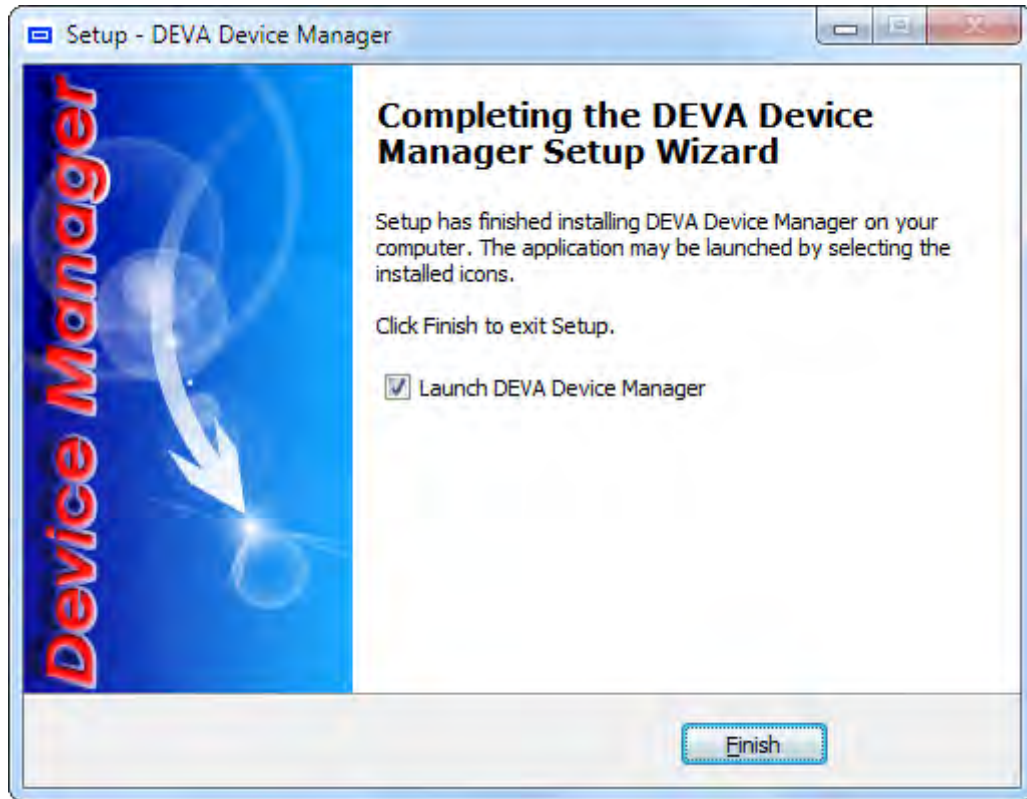 Setup - DEVA Device Manager
Device Manager
Completing the DEVA Device
Manager Setup Wizard
Setup has finished installing DEVA Device Manager on your
computer. The application may be launched by selecting the
installed icons.
Click Finish to exit Setup.
Launch DEVA Device Manager
Finish